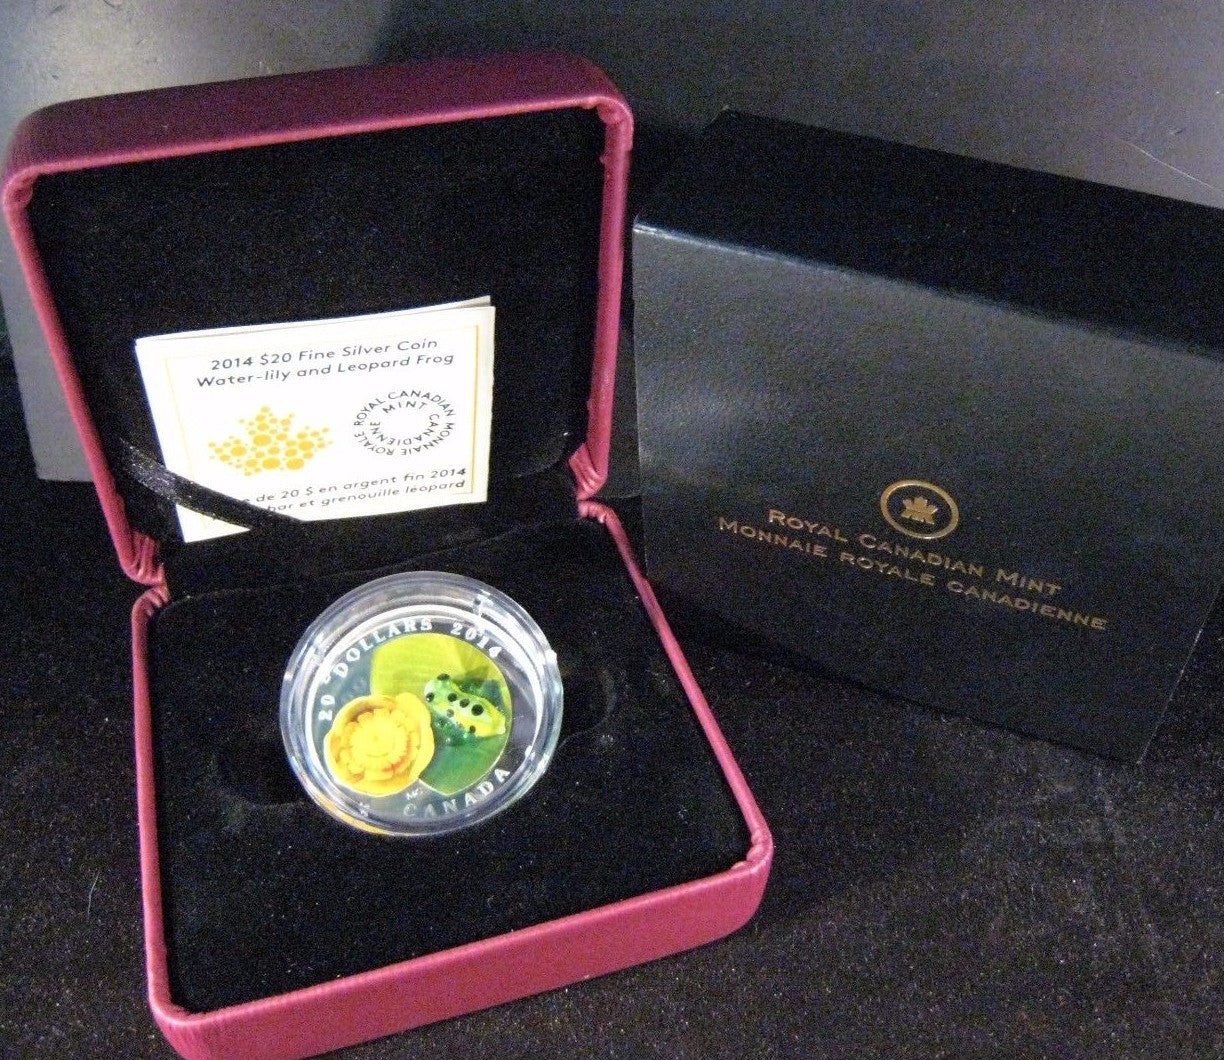 2014 $20 Fine Silver Coin
Water-lily and Leopard Frog
ROYAL CANADIAN MINT
MONNAIE ROYALE CANADIENNE
de 20 $ en argent fin 2014
et grenouille léopard
20 DOLLARS 2014
CANADA
ROYAL CANADIAN MINT
MONNAIE ROYALE CANADIENNE